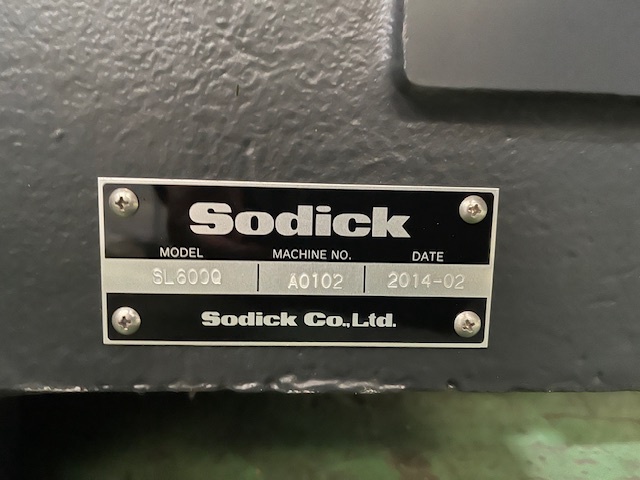 Sodick
MODEL MACHINE NO. DATE
SL600Q A0102 2014-02
Sodick Co.,Ltd.